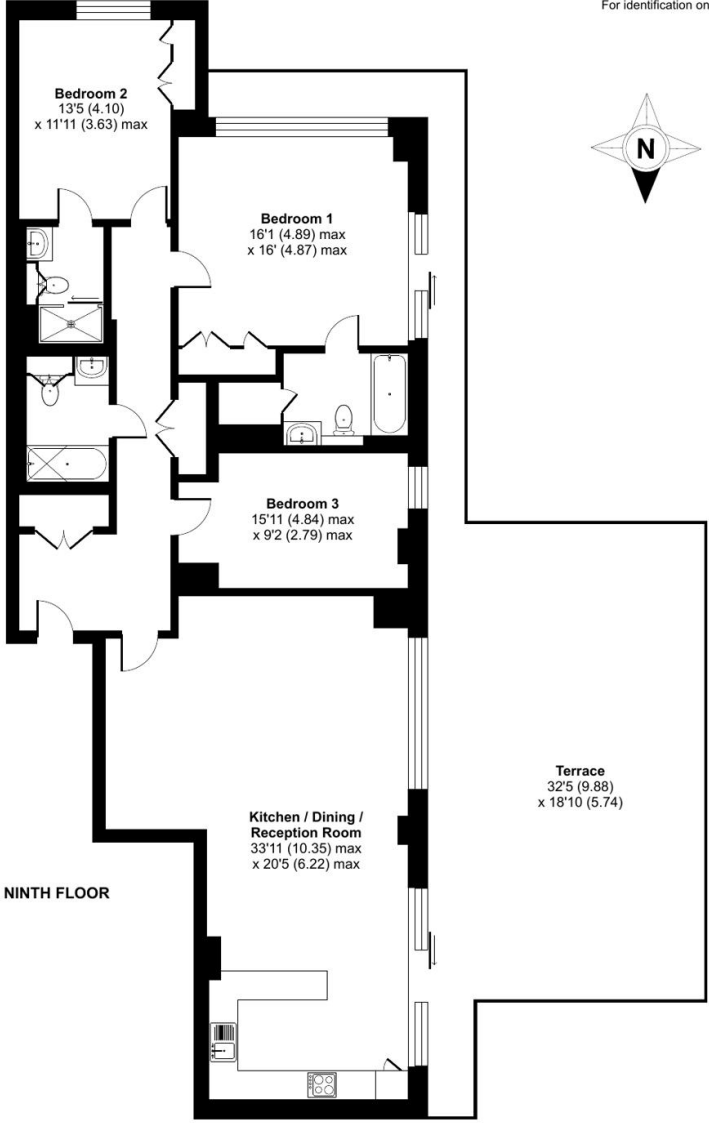 For identification on
Bedroom 2
13'5 (4.10)
x 11'11 (3.63) max
N
Bedroom 1
16'1 (4.89) max
x 16' (4.87) max
Bedroom 3
15'11 (4.84) max
x 9'2 (2.79) max
Terrace
32'5 (9.88)
x 18'10 (5.74)
Kitchen / Dining /
Reception Room
33'11 (10.35) max
x 20'5 (6.22) max
NINTH FLOOR